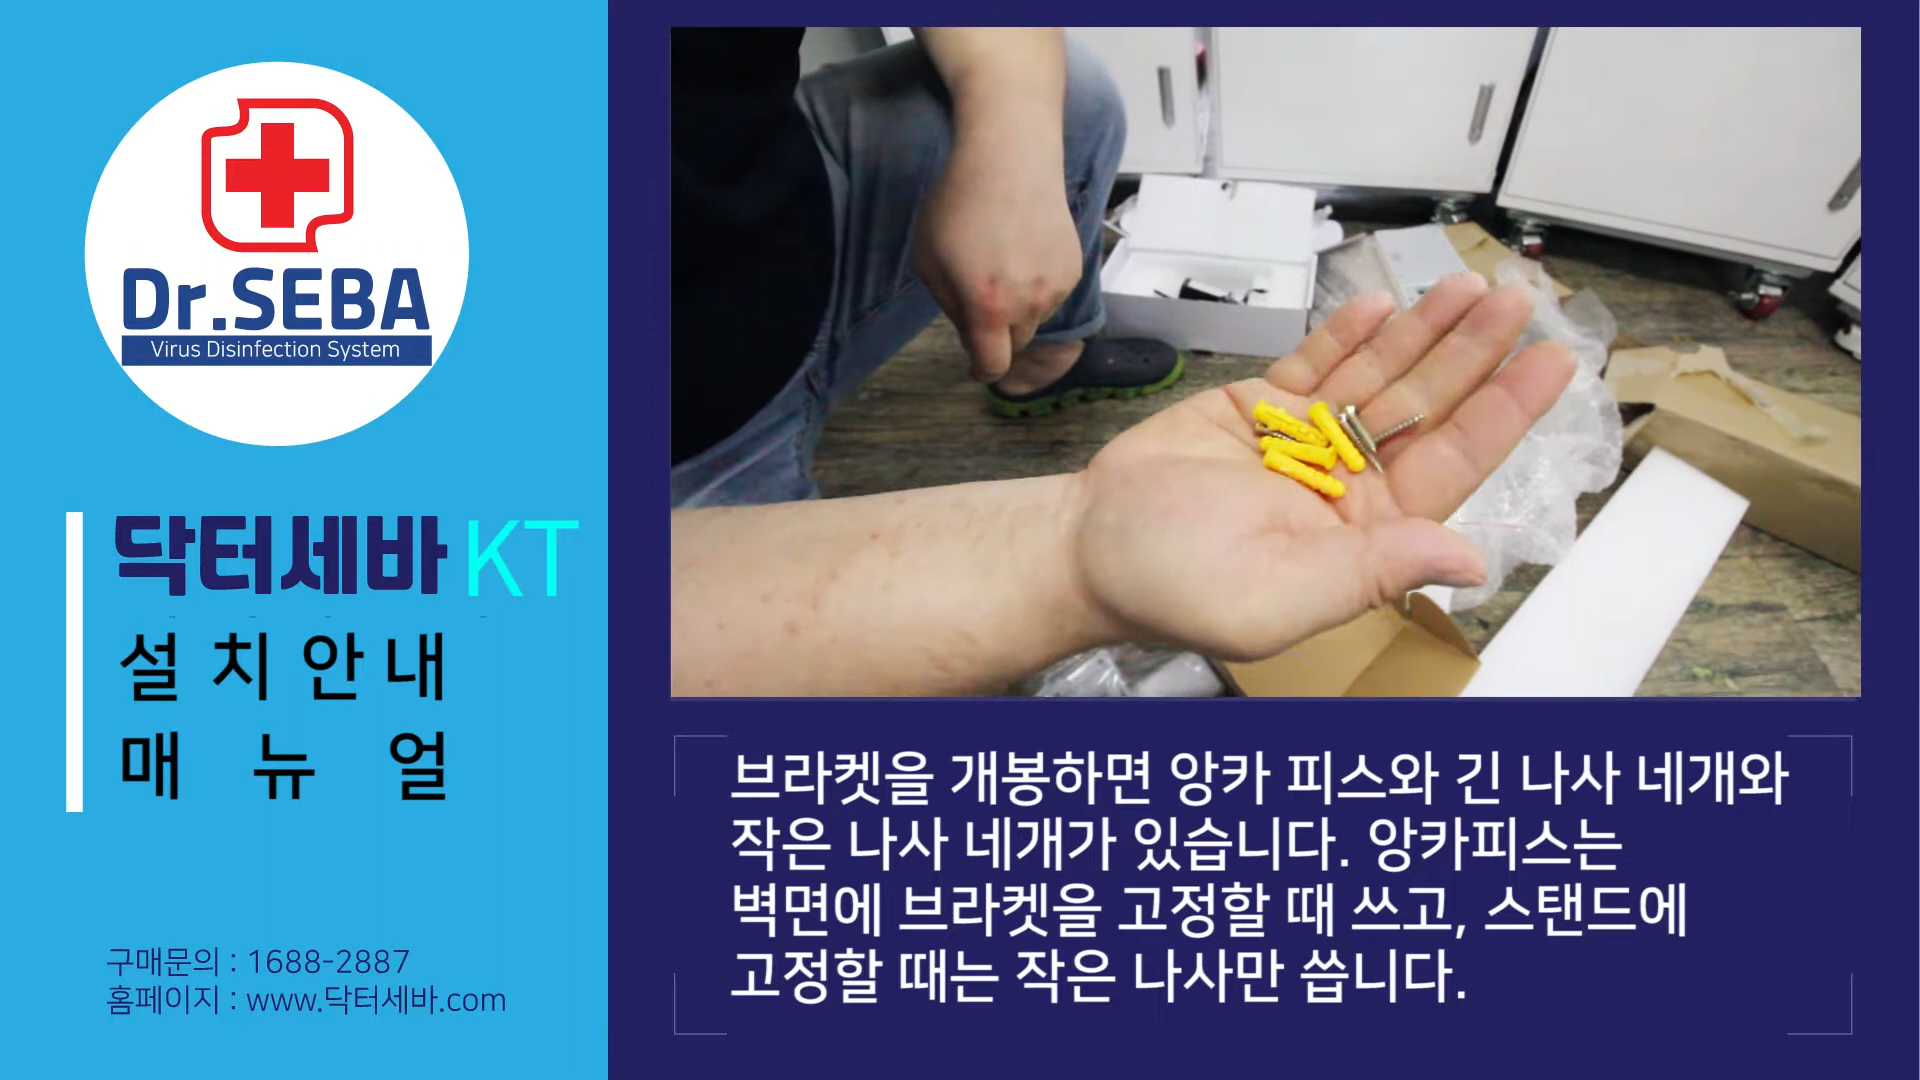 Dr.SEBA
Virus Disinfection System
닥터세바 KT
설치안내
매뉴얼
구매문의 : 1688-2887
홈페이지 : www.닥터세바.com
브라켓을 개봉하면 앙카 피스와 긴 나사 네개와
작은 나사 네개가 있습니다. 앙카피스는
벽면에 브라켓을 고정할 때 쓰고, 스탠드에
고정할 때는 작은 나사만 씁니다.